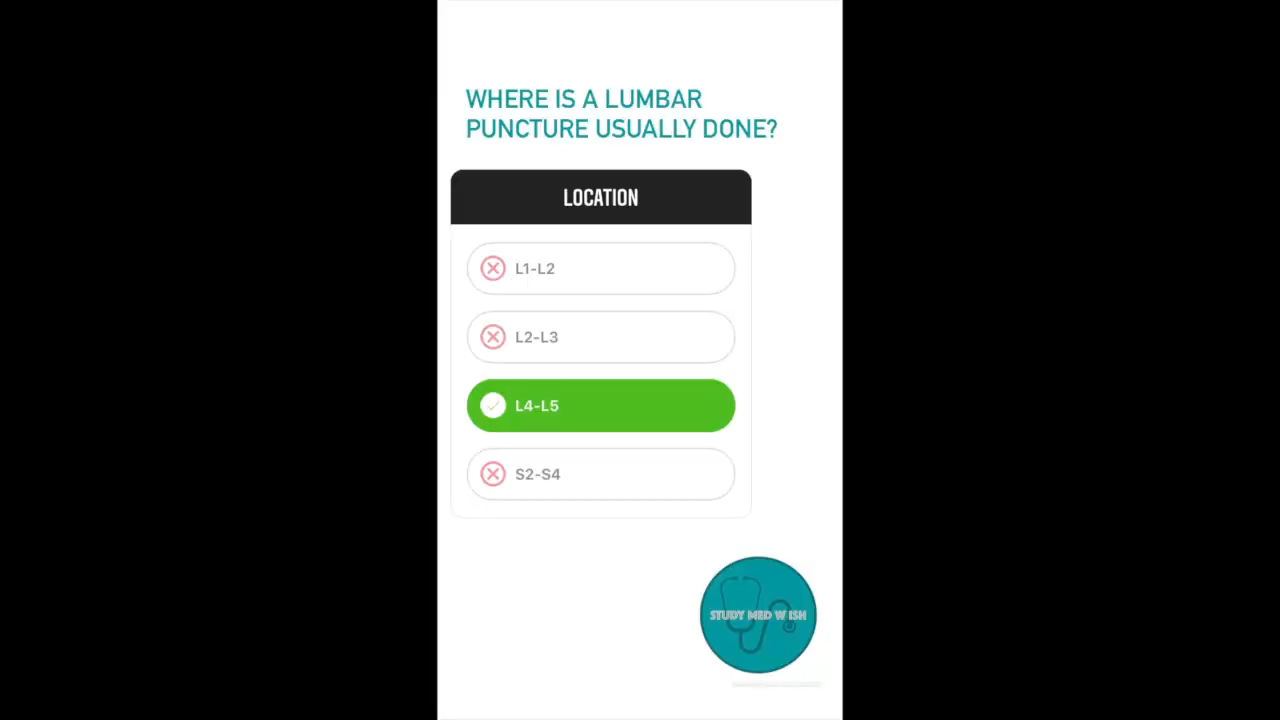 WHERE IS A LUMBAR
PUNCTURE USUALLY DONE?
LOCATION
L1-L2
L2-L3
L4-L5
S2-S4
STUDY MED W ISH